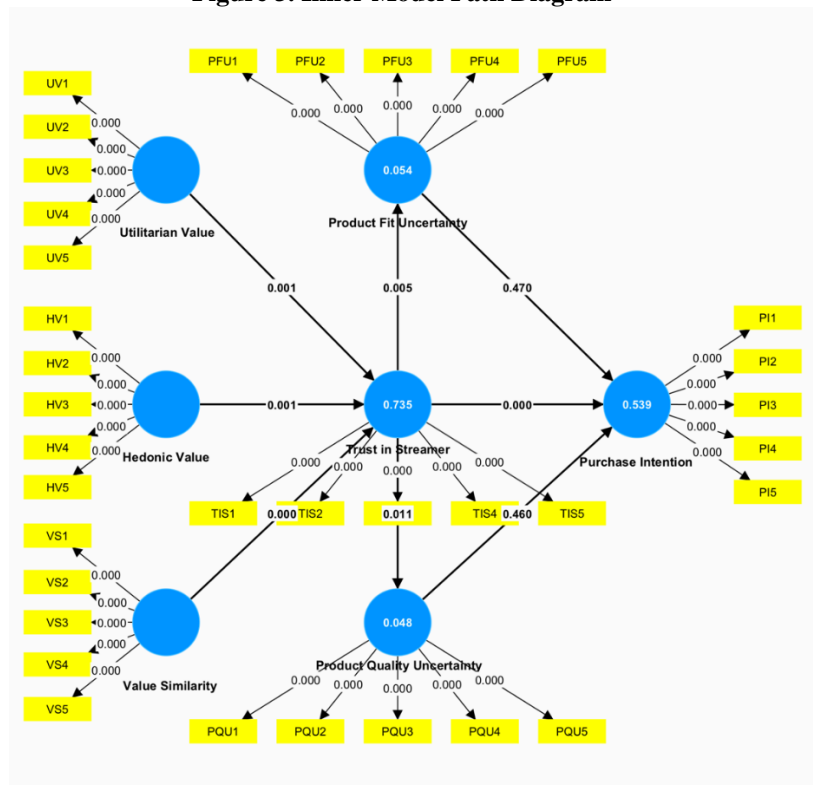 Figure 3. Inner Model Path Diagram
PFU1 PFU2 PFU3 PFU4 PFU5
UV1
0.000 0.000 0.000 0.000 0.000
UV2
0.000
0.000
UV3
0.000
0.054
0.000
UV4
0.000
Product Fit Uncertainty
Utilitarian Value
UV5
0.001 0.005 0.470
HV1
PI1
HV2
0.000
0.000
PI2
0.000
0.000
HV3
0.000
0.001
0.735
0.000
0.539
0.000
PI3
0.000
0.000
HV4
PI4
0.000
0.000
Hedonic Value
Trust in Streamer
Purchase Intention
0.000 0.000 0.000 0.000 0.000
HV5
PI5
TIS1 0.000 TIS2 0.011 TIS4 0.460 TIS5
VS1
0.000
VS2
0.000
VS3
0.000
0.048
0.000
VS4
0.000
Product Quality Uncertainty
Value Similarity
0.000 0.000 0.000 0.000 0.000
VS5
PQU1 PQU2 PQU3 PQU4 PQU5